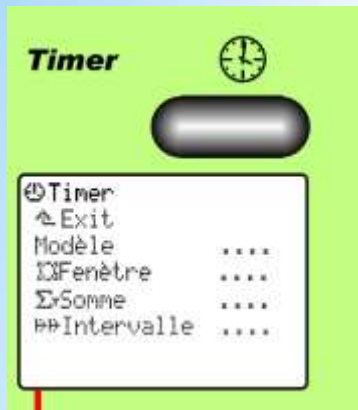 Timer
Timer
Exit
Modèle ....
Fenêtre ....
Somme ....
Intervalle ....